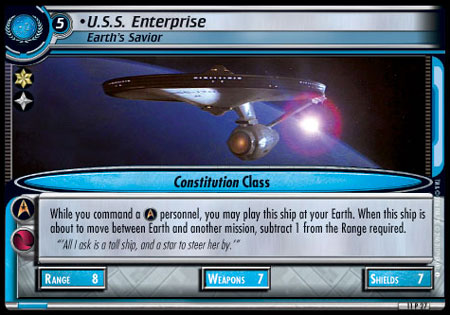 5
•U.S.S. Enterprise
Earth's Savior
Constitution Class
While you command a personnel, you may play this ship at your Earth. When this ship is
about to move between Earth and another mission, subtract 1 from the Range required.
"'All I ask is a tall ship, and a star to steer her by.'"
RANGE 8 WEAPONS 7 SHIELDS 7
11 P 27